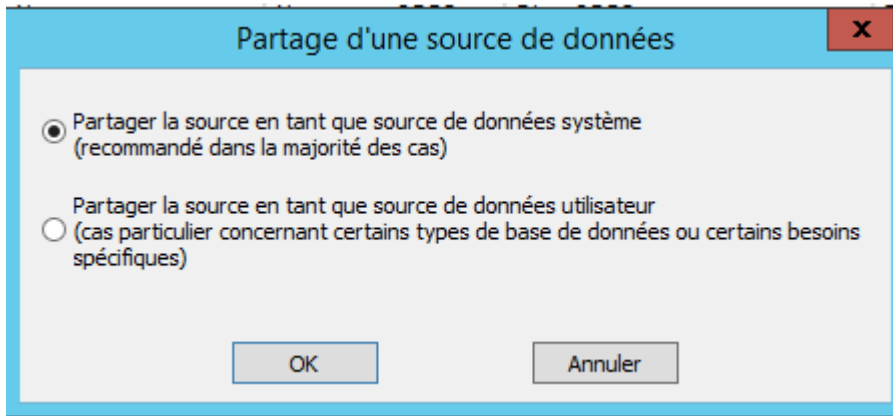 Partage d'une source de données
x
Partager la source en tant que source de données système
(recommandé dans la majorité des cas)
Partager la source en tant que source de données utilisateur
(cas particulier concernant certains types de base de données ou certains besoins
spécifiques)
OK
Annuler